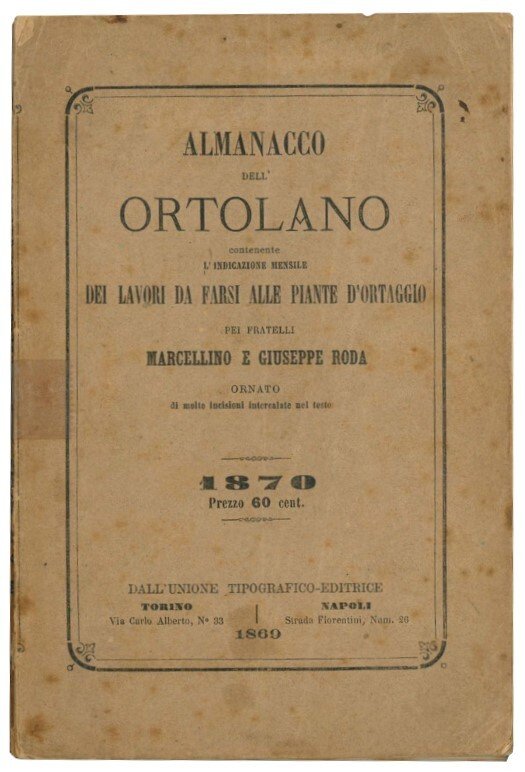 ALMANACCO
DELL'
ORTOLANO
contenente
L'INDICAZIONE MENSILE
DEI LAVORI DA FARSI ALLE PIANTE D'ORTAGGIO
PEI FRATELLI
MARCELLINO E GIUSEPPE RODA
ORNATO
di molte incisioni intercalate nel testo
1870
Prezzo 60 cent.
DALL'UNIONE TIPOGRAFICO-EDITRICE
TORINO
Via Carlo Alberto, Nº 33
NAPOLI
Strada Fiorentini, Num. 26
1869